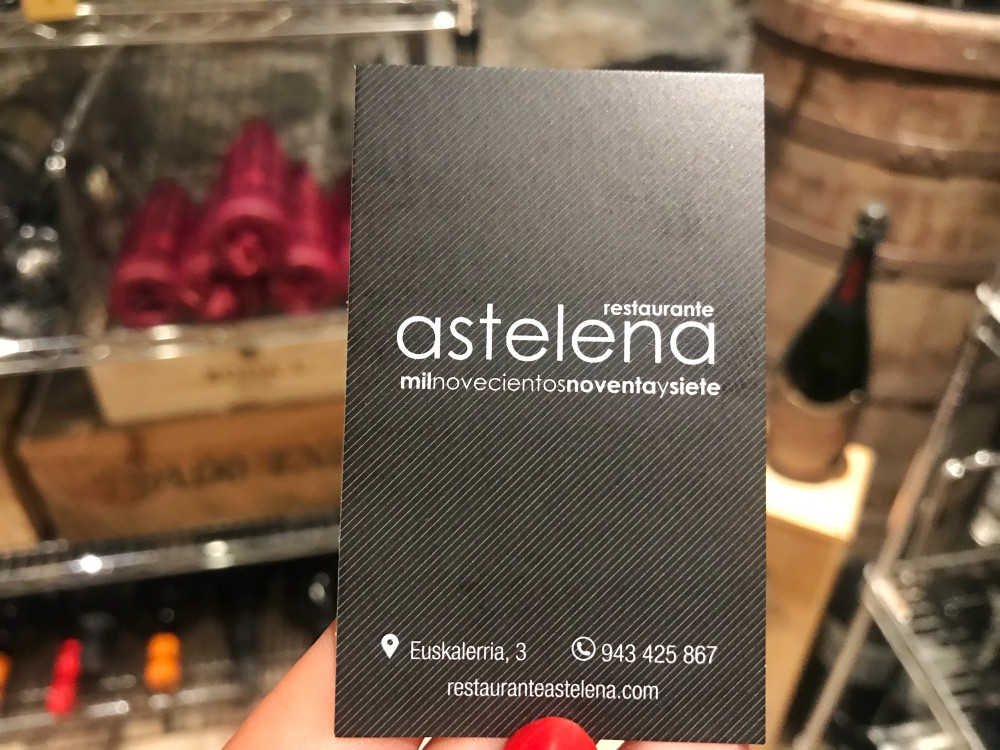 restaurante
astelena
milnovecientosnoventaysiete
Euskalerria, 3
943 425 867
restauranteastelena.com